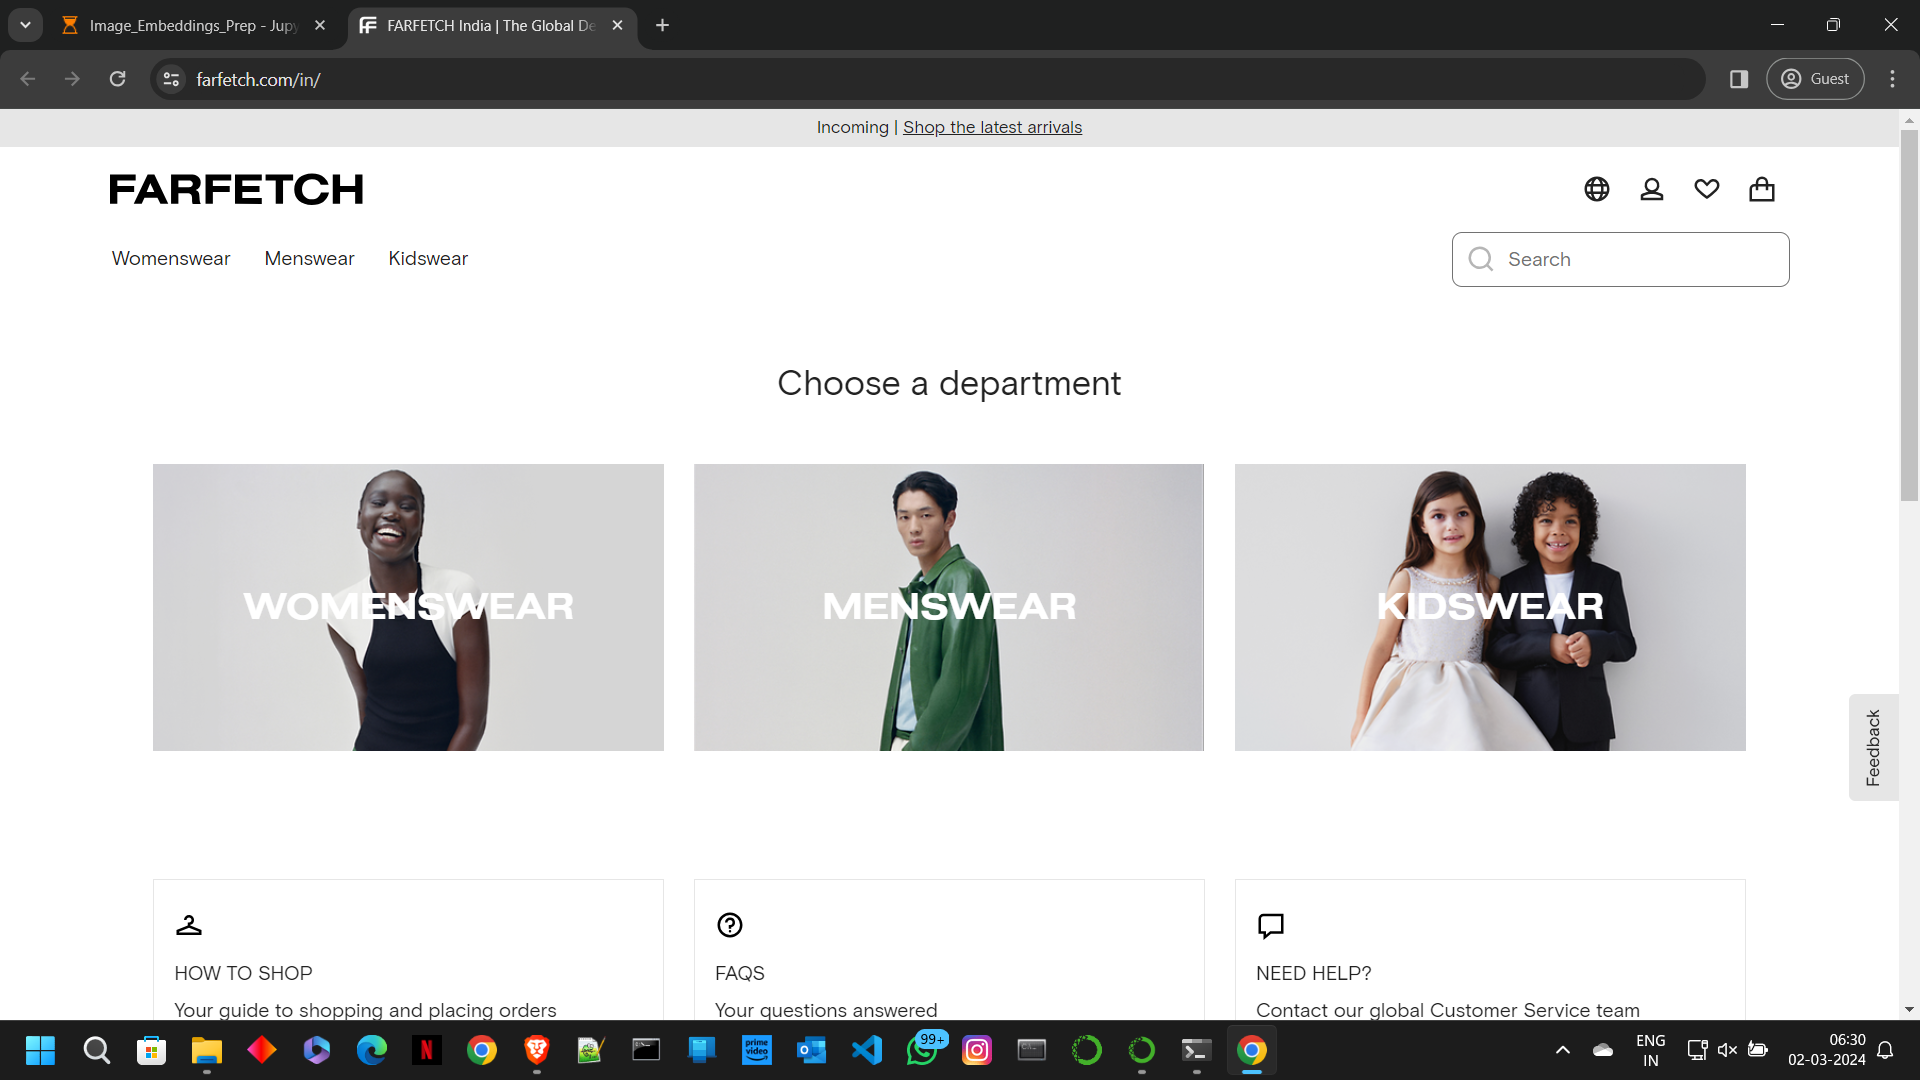 Image_Embeddings_Prep - Jupy
FARFETCH India | The Global De
farfetch.com/in/
Guest
Incoming | Shop the latest arrivals
FARFETCH
Womenswear Menswear Kidswear
Search
Choose a department
WOMENSWEAR
MENSWEAR
KIDSWEAR
Feedback
HOW TO SHOP
Your guide to shopping and placing orders
FAQS
Your questions answered
NEED HELP?
Contact our global Customer Service team
prime
video
99+
ENG
IN
06:30
02-03-2024